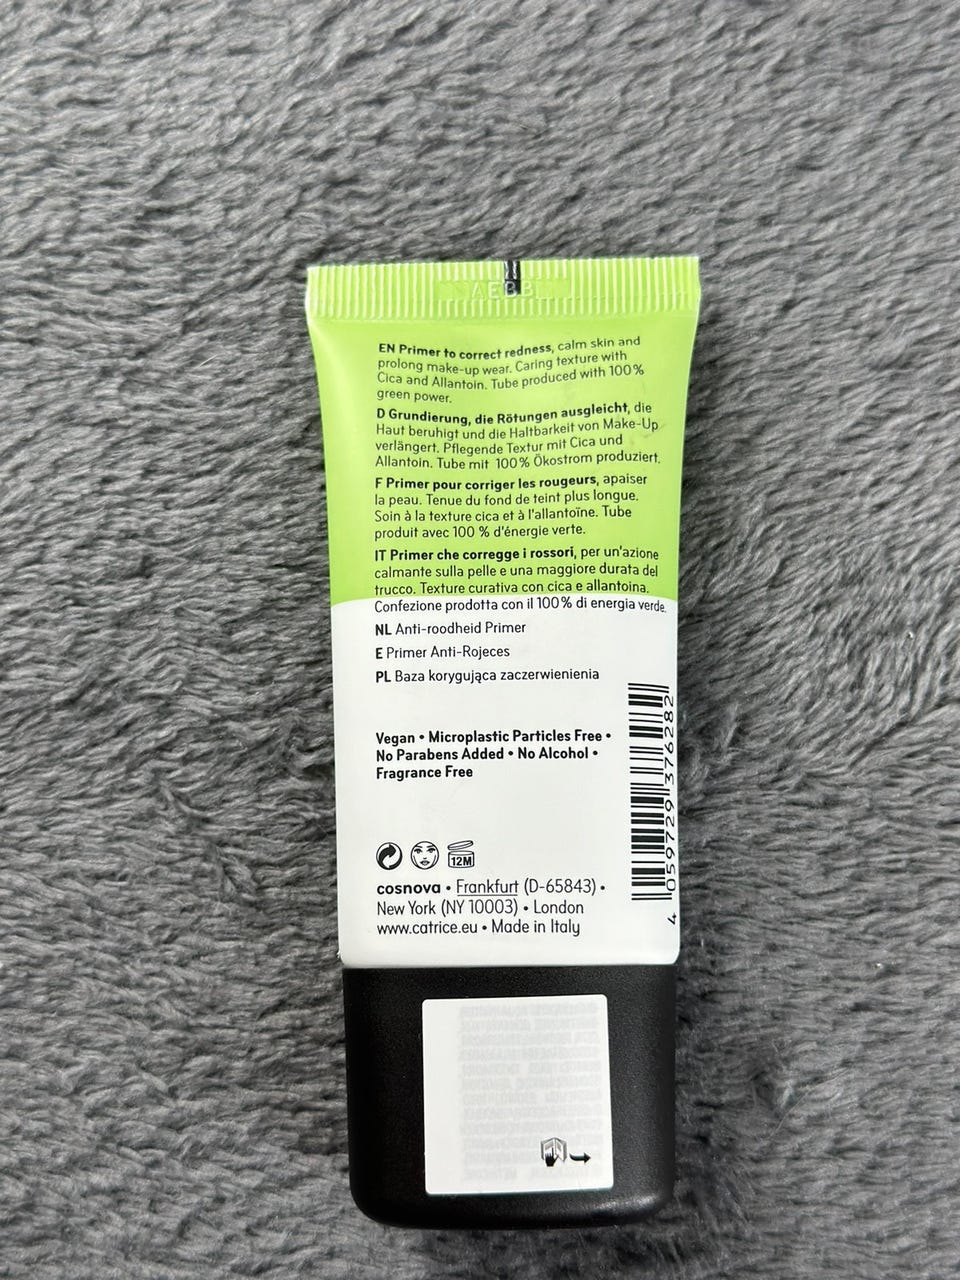 EN Primer to correct redness, calm skin and
prolong make-up wear. Caring texture with
Cica and Allantoin. Tube produced with 100%
green power.
D Grundierung, die Rötungen ausgleicht, die
Haut beruhigt und die Haltbarkeit von Make-Up
verlängert. Pflegende Textur mit Cica und
Allantoin. Tube mit 100% Ökostrom produziert.
F Primer pour corriger les rougeurs, apaiser
la peau. Tenue du fond de teint plus longue.
Soin à la texture cica et à l'allantoïne. Tube
produit avec 100 % d'énergie verte.
IT Primer che corregge i rossori, per un'azione
calmante sulla pelle e una maggiore durata del
trucco. Texture curativa con cica e allantoina.
Confezione prodotta con il 100% di energia verde.
NL Anti-roodheid Primer
E Primer Anti-Rojeces
PL Baza korygująca zaczerwienienia
Vegan • Microplastic Particles Free •
No Parabens Added • No Alcohol •
Fragrance Free
12M
cosnova • Frankfurt (D-65843) •
New York (NY 10003) • London
www.catrice.eu • Made in Italy
4 059729 376282